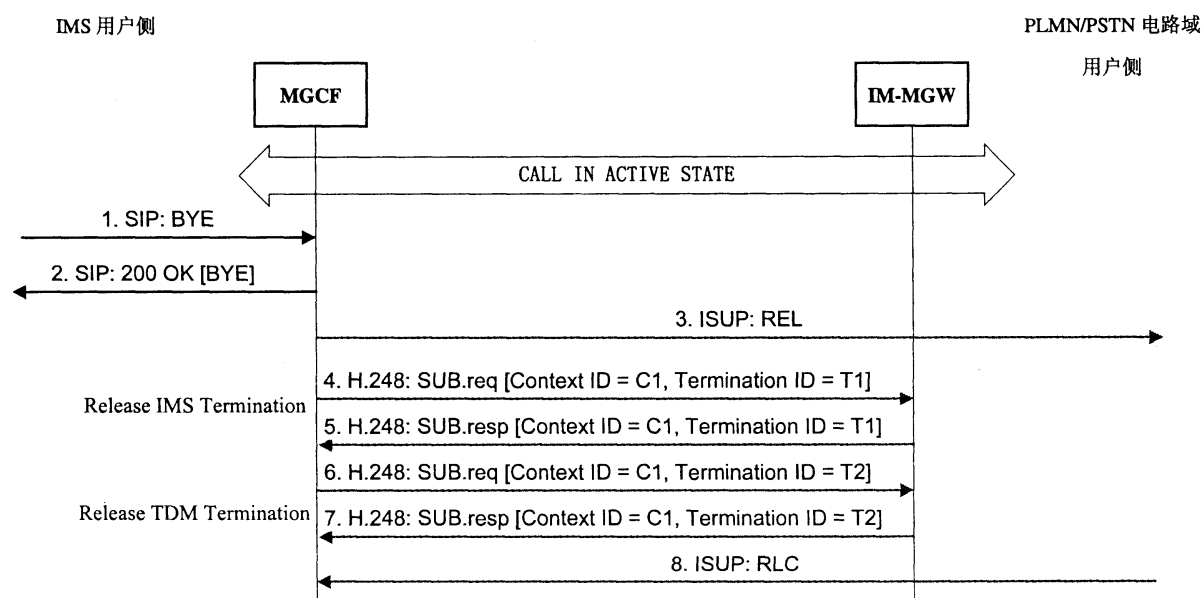 IMS 用户侧
PLMN/PSTN 电路域
用户侧
MGCF
IM-MGW
CALL IN ACTIVE STATE
1. SIP: BYE
2. SIP: 200 OK [BYE]
3. ISUP: REL
4. H.248: SUB.req [Context ID = C1, Termination ID = T1]
Release IMS Termination
5. H.248: SUB.resp [Context ID = C1, Termination ID = T1]
6. H.248: SUB.req [Context ID = C1, Termination ID = T2]
Release TDM Termination
7. H.248: SUB.resp [Context ID = C1, Termination ID = T2]
8. ISUP: RLC